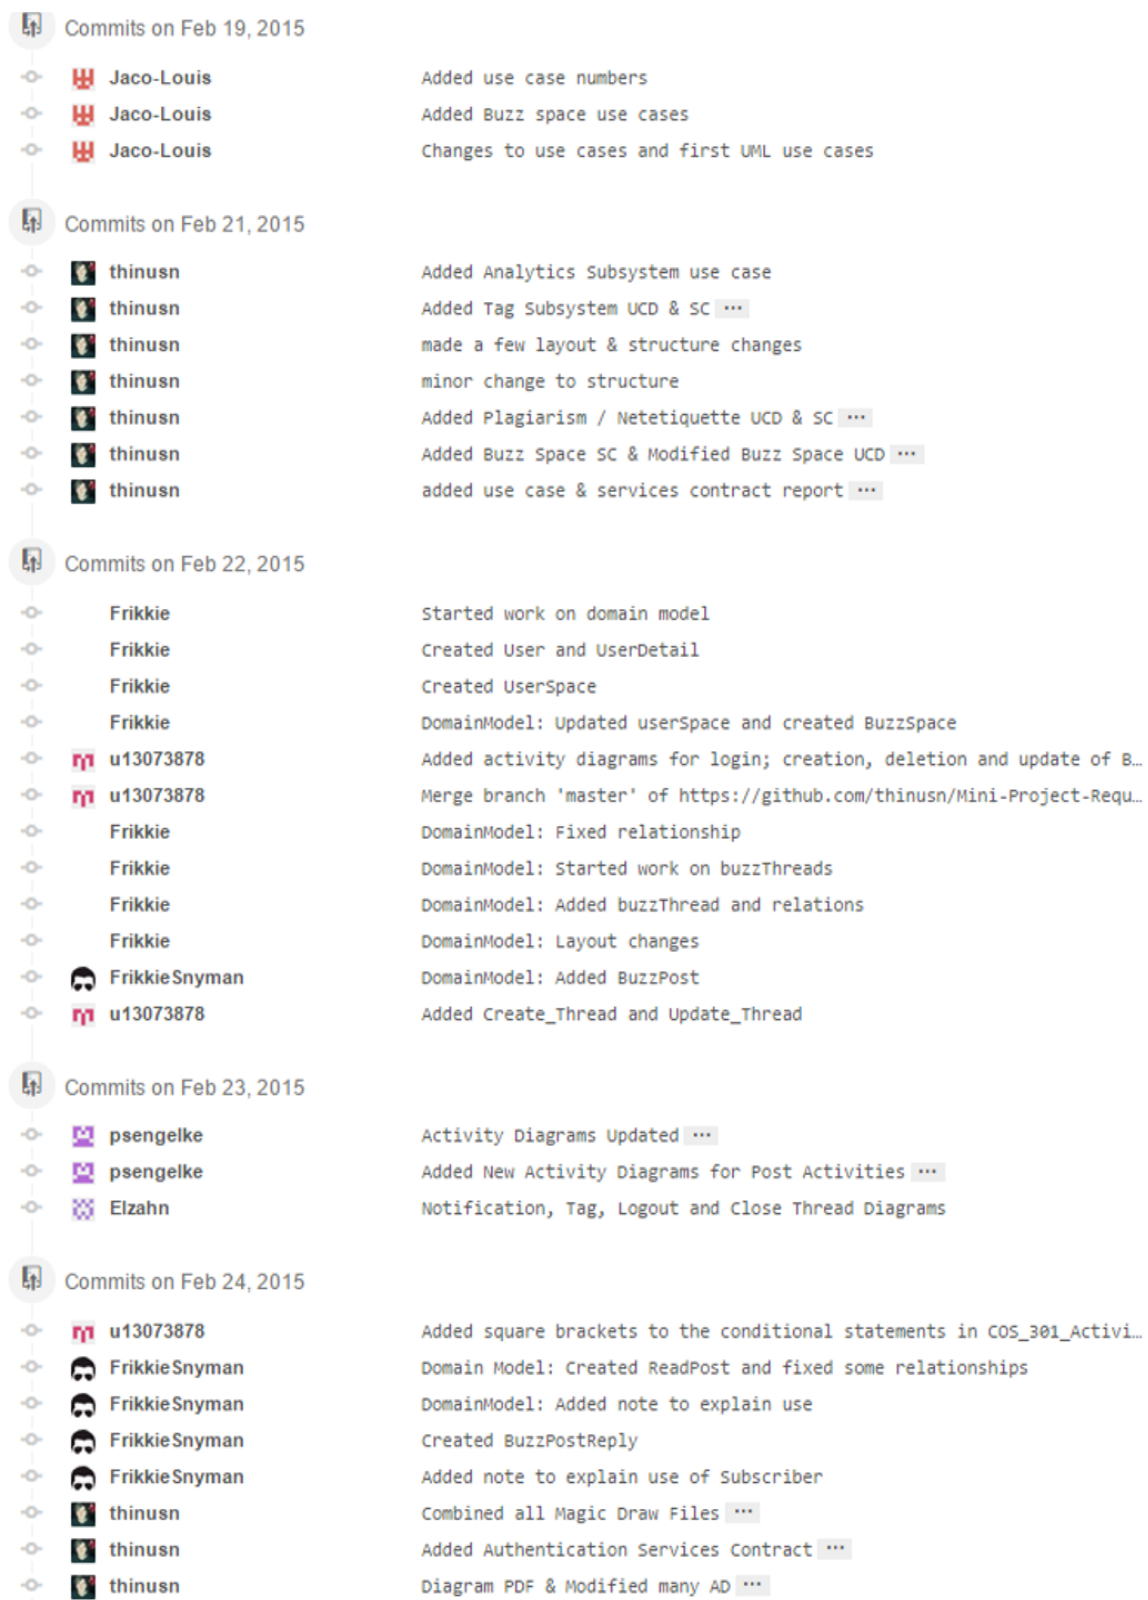 Commits on Feb 19, 2015
Jaco-Louis Added use case numbers
Jaco-Louis Added Buzz space use cases
Jaco-Louis Changes to use cases and first UML use cases
Commits on Feb 21, 2015
thinusn Added Analytics Subsystem use case
thinusn Added Tag Subsystem UCD & SC ...
thinusn made a few layout & structure changes
thinusn minor change to structure
thinusn Added Plagiarism / Netetiquette UCD & SC ...
thinusn Added Buzz Space SC & Modified Buzz Space UCD ...
thinusn added use case & services contract report ...
Commits on Feb 22, 2015
Frikkie Started work on domain model
Frikkie Created User and UserDetail
Frikkie Created UserSpace
Frikkie DomainModel: Updated userSpace and created BuzzSpace
u13073878 Added activity diagrams for login; creation, deletion and update of B…
u13073878 Merge branch 'master' of https://github.com/thinusn/Mini-Project-Requ…
Frikkie DomainModel: Fixed relationship
Frikkie DomainModel: Started work on buzzThreads
Frikkie DomainModel: Added buzzThread and relations
Frikkie DomainModel: Layout changes
FrikkieSnyman DomainModel: Added BuzzPost
u13073878 Added Create_Thread and Update_Thread
Commits on Feb 23, 2015
psengelke Activity Diagrams Updated ...
psengelke Added New Activity Diagrams for Post Activities ...
Elzahn Notification, Tag, Logout and Close Thread Diagrams
Commits on Feb 24, 2015
u13073878 Added square brackets to the conditional statements in COS_301_Activi…
FrikkieSnyman Domain Model: Created ReadPost and fixed some relationships
FrikkieSnyman DomainModel: Added note to explain use
FrikkieSnyman Created BuzzPostReply
FrikkieSnyman Added note to explain use of Subscriber
thinusn Combined all Magic Draw Files ...
thinusn Added Authentication Services Contract ...
thinusn Diagram PDF & Modified many AD ...